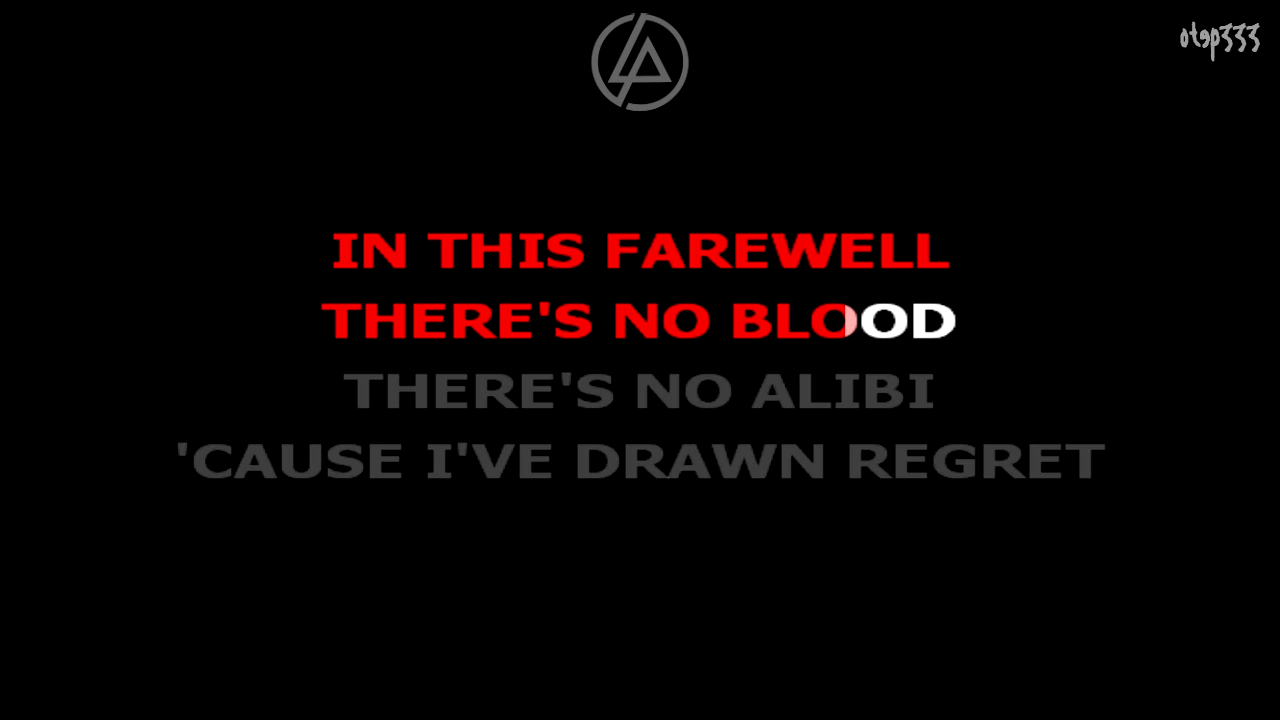 otep333
IN THIS FAREWELL
THERE'S NO BLOOD
THERE'S NO ALIBI
'CAUSE I'VE DRAWN REGRET